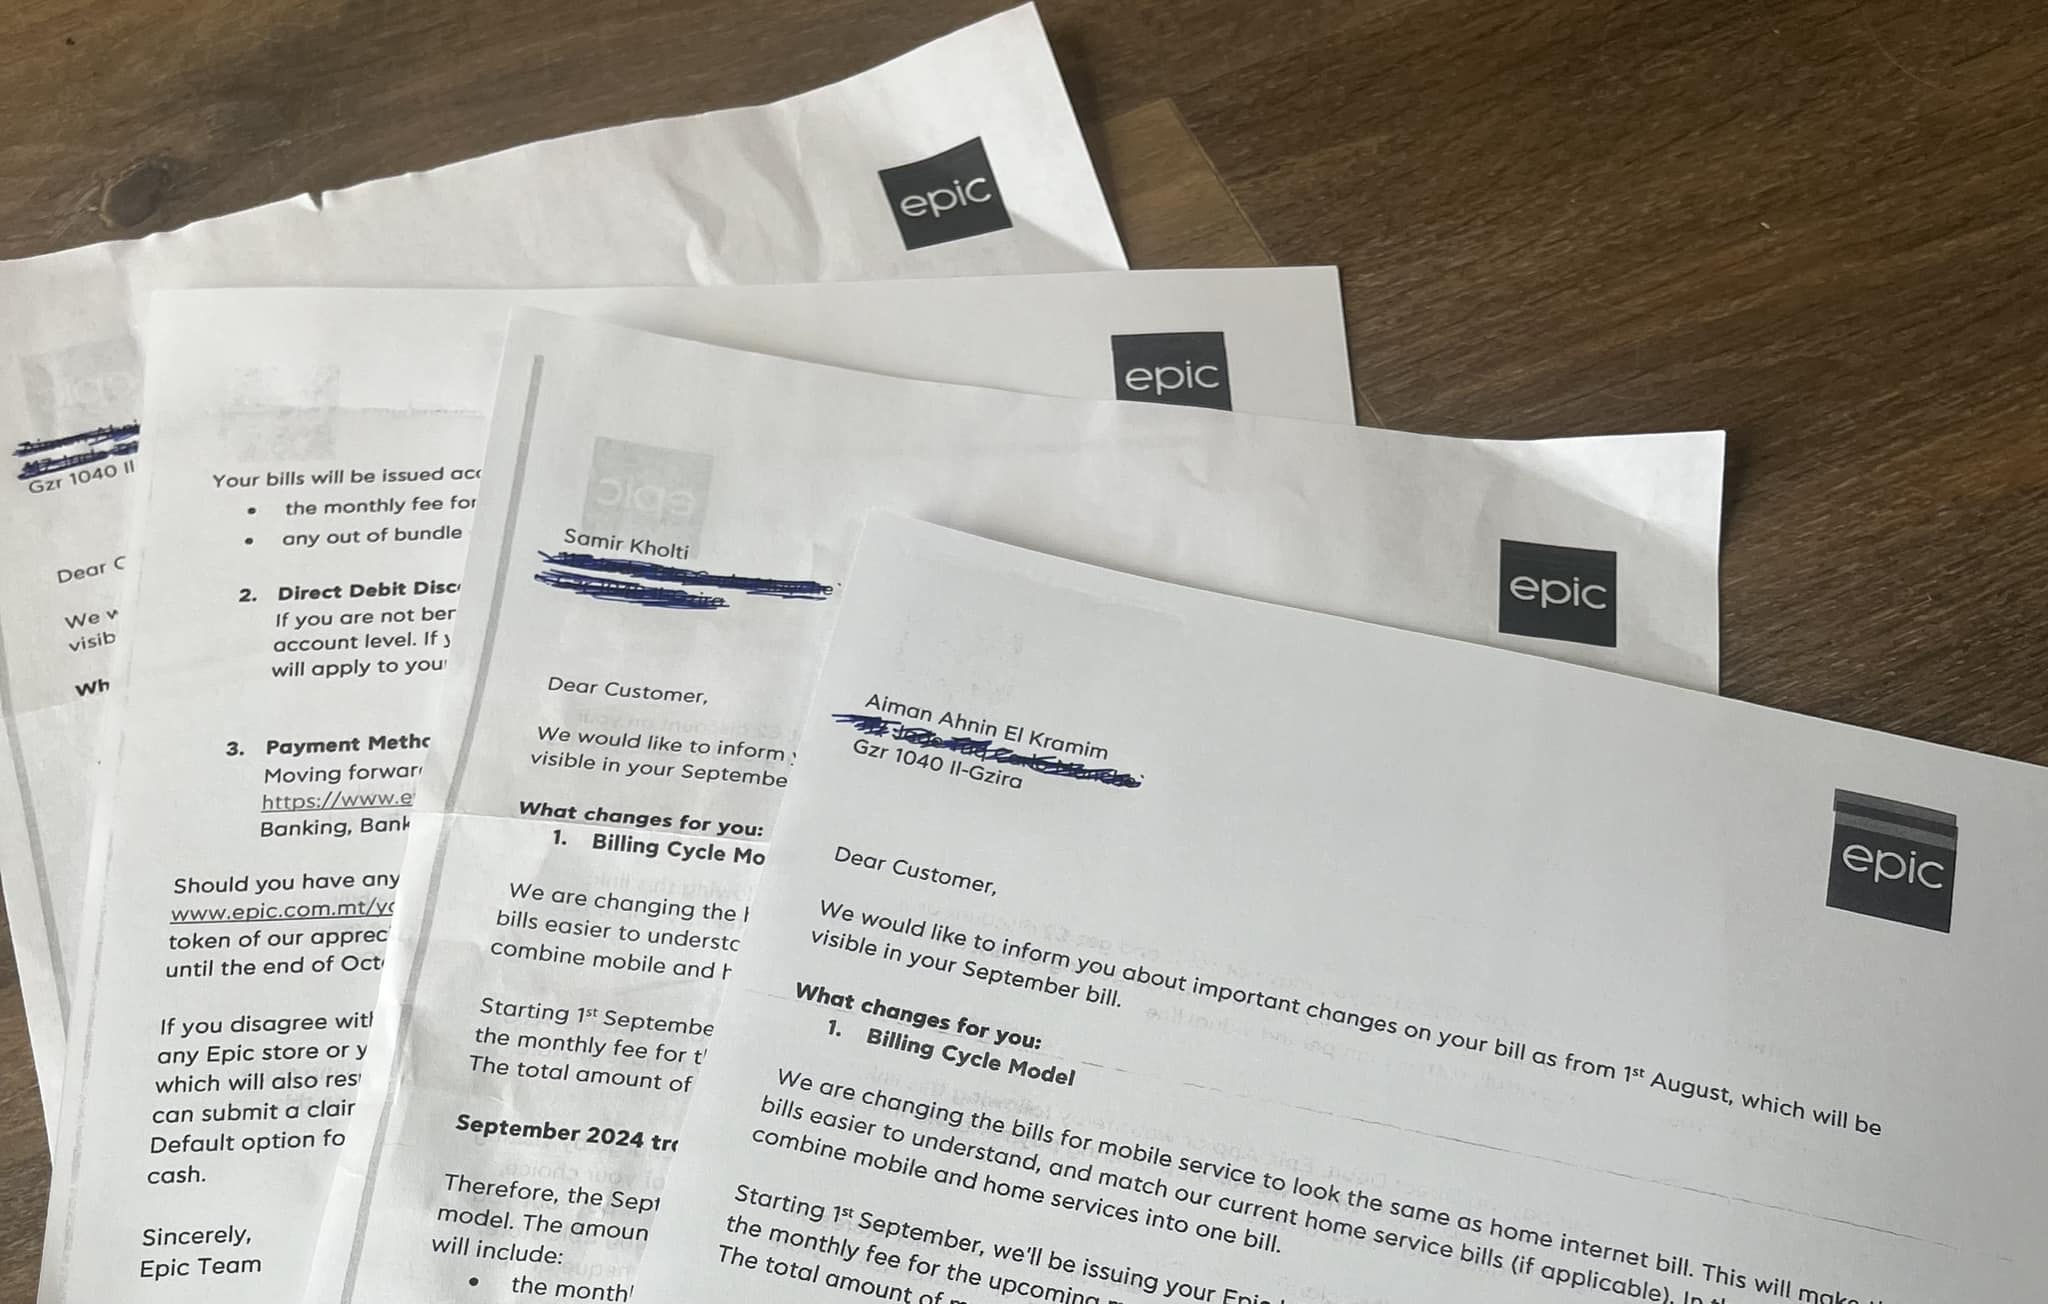 epic
Gzr 1040 Il
Dear C
We w
visib
Wh
epic
Your bills will be issued acc
• the monthly fee for
• any out of bundle
2. Direct Debit Disc
If you are not ber
account level. If y
will apply to you
3. Payment Metho
Moving forward
https://www.e
Banking, Bank
Should you have any
www.epic.com.mt/yo
token of our apprec
until the end of Octo
If you disagree with
any Epic store or y
which will also res
can submit a claim
Default option fo
cash.
Sincerely,
Epic Team
epic
Samir Kholti
Dear Customer,
We would like to inform y
visible in your Septembe
What changes for you:
1. Billing Cycle Mo
We are changing the b
bills easier to understa
combine mobile and h
Starting 1st Septembe
the monthly fee for t
The total amount of
September 2024 tra
Therefore, the Sept
model. The amoun
will include:
• the month
epic
Aiman Ahnin El Kramim
Gzr 1040 Il-Gzira
Dear Customer,
We would like to inform you about important changes on your bill as from 1st August, which will be
visible in your September bill.
What changes for you:
1. Billing Cycle Model
We are changing the bills for mobile service to look the same as home internet bill. This will make
bills easier to understand, and match our current home service bills (if applicable). In
combine mobile and home services into one bill.
Starting 1st September, we'll be issuing your Epic
the monthly fee for the upcoming
The total amount of